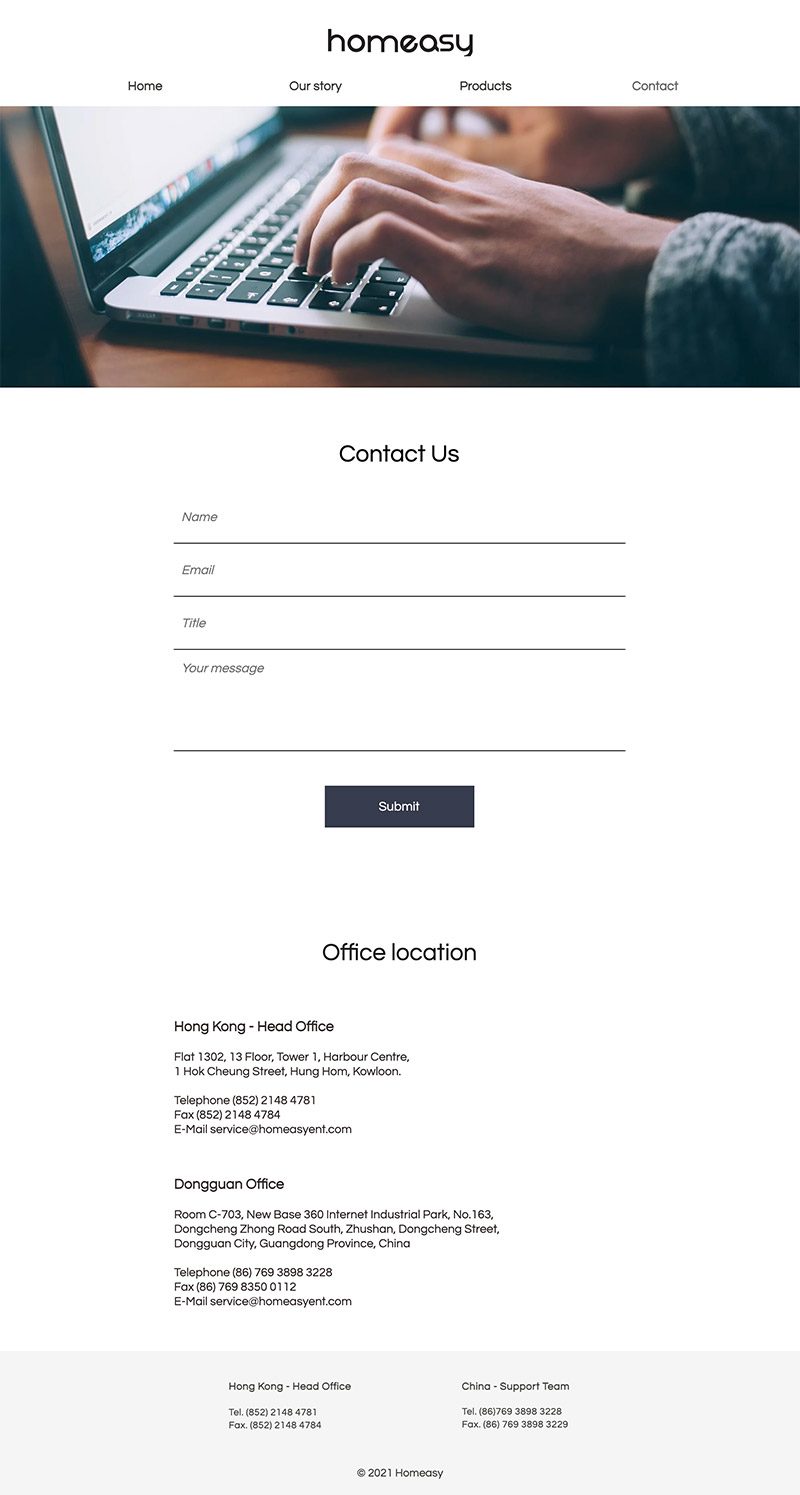 homeasy
Home
Our story
Products
Contact
Contact Us
Name
Email
Title
Your message
Submit
Office location
Hong Kong - Head Office
Flat 1302, 13 Floor, Tower 1, Harbour Centre,
1 Hok Cheung Street, Hung Hom, Kowloon.
Telephone (852) 2148 4781
Fax (852) 2148 4784
E-Mail service@homeasyent.com
Dongguan Office
Room C-703, New Base 360 Internet Industrial Park, No.163,
Dongcheng Zhong Road South, Zhushan, Dongcheng Street,
Dongguan City, Guangdong Province, China
Telephone (86) 769 3898 3228
Fax (86) 769 8350 0112
E-Mail service@homeasyent.com
Hong Kong - Head Office
Tel. (852) 2148 4781
Fax. (852) 2148 4784
China - Support Team
Tel. (86)769 3898 3228
Fax. (86) 769 3898 3229
© 2021 Homeasy